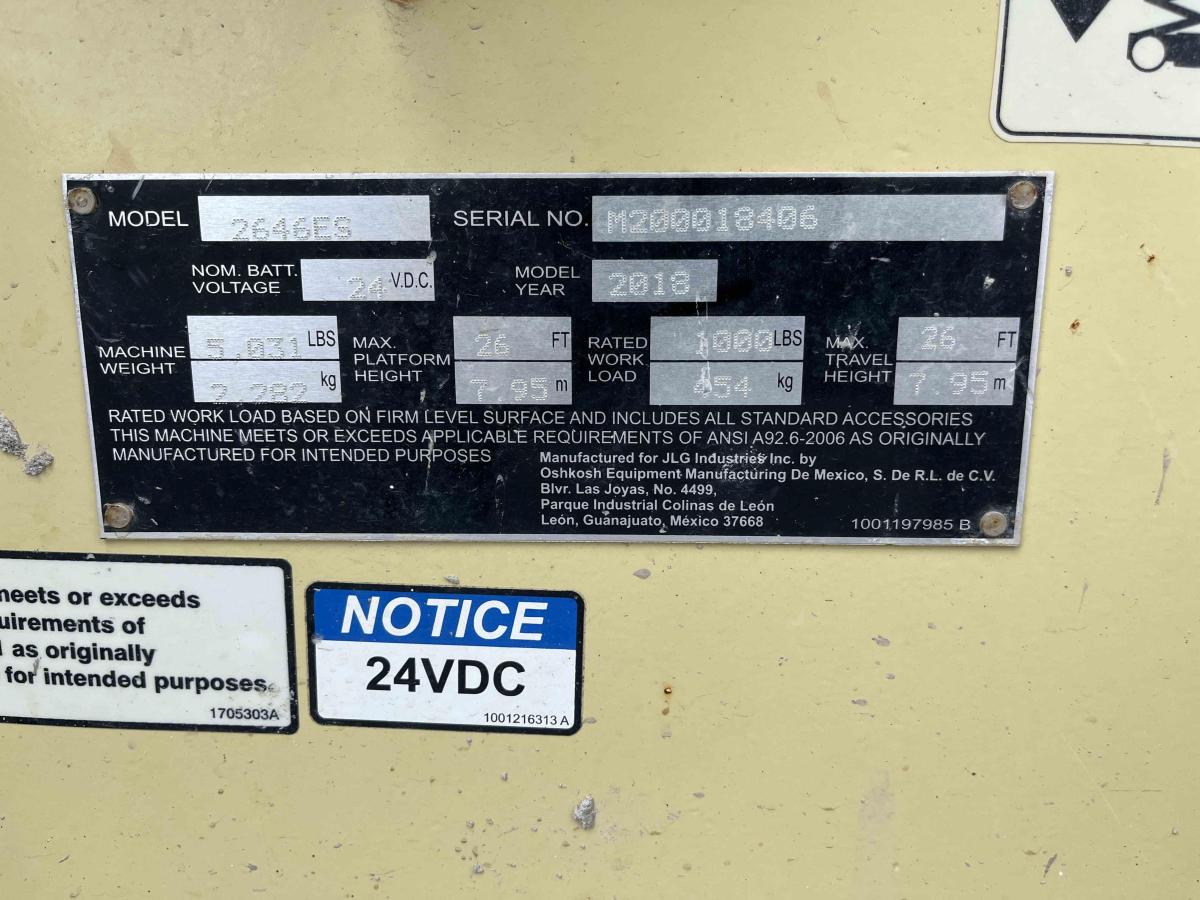 MODEL 2646ES SERIAL NO. M200018406
NOM. BATT. VOLTAGE 24 V.D.C. MODEL YEAR 2018
MACHINE WEIGHT 5,031 LBS 2,282 kg MAX. PLATFORM HEIGHT 26 FT 7.95 m RATED WORK LOAD 1000 LBS 454 kg MAX. TRAVEL HEIGHT 26 FT 7.95 m
RATED WORK LOAD BASED ON FIRM LEVEL SURFACE AND INCLUDES ALL STANDARD ACCESSORIES
THIS MACHINE MEETS OR EXCEEDS APPLICABLE REQUIREMENTS OF ANSI A92.6-2006 AS ORIGINALLY
MANUFACTURED FOR INTENDED PURPOSES
Manufactured for JLG Industries Inc. by
Oshkosh Equipment Manufacturing De Mexico, S. De R.L. de C.V.
Blvr. Las Joyas, No. 4499,
Parque Industrial Colinas de León
León, Guanajuato, México 37668
1001197985 B
meets or exceeds
uirements of
as originally
for intended purposes.
1705303A
NOTICE
24VDC
1001216313 A